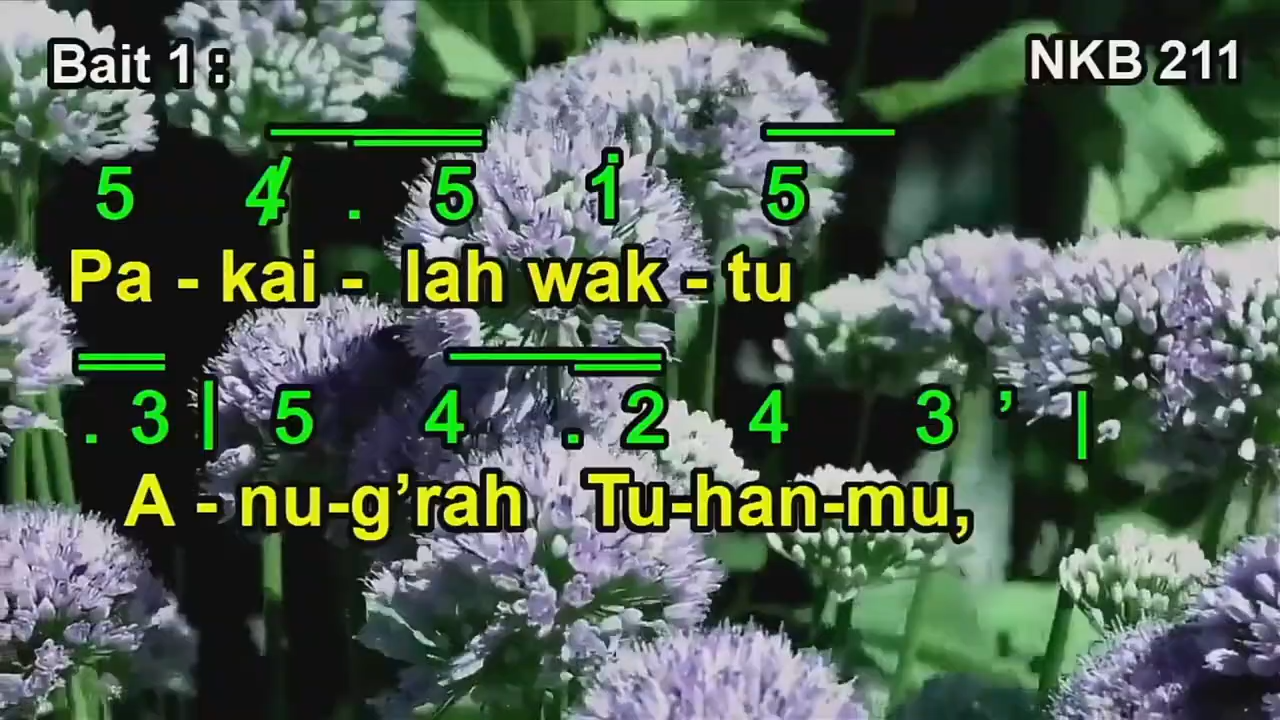 Bait 1 : NKB 211
5 4̸ . 5 1̇ 5
Pa - kai - lah wak - tu
. 3 | 5 4 . 2 4 3 ’ |
A - nu-g’rah Tu-han-mu,